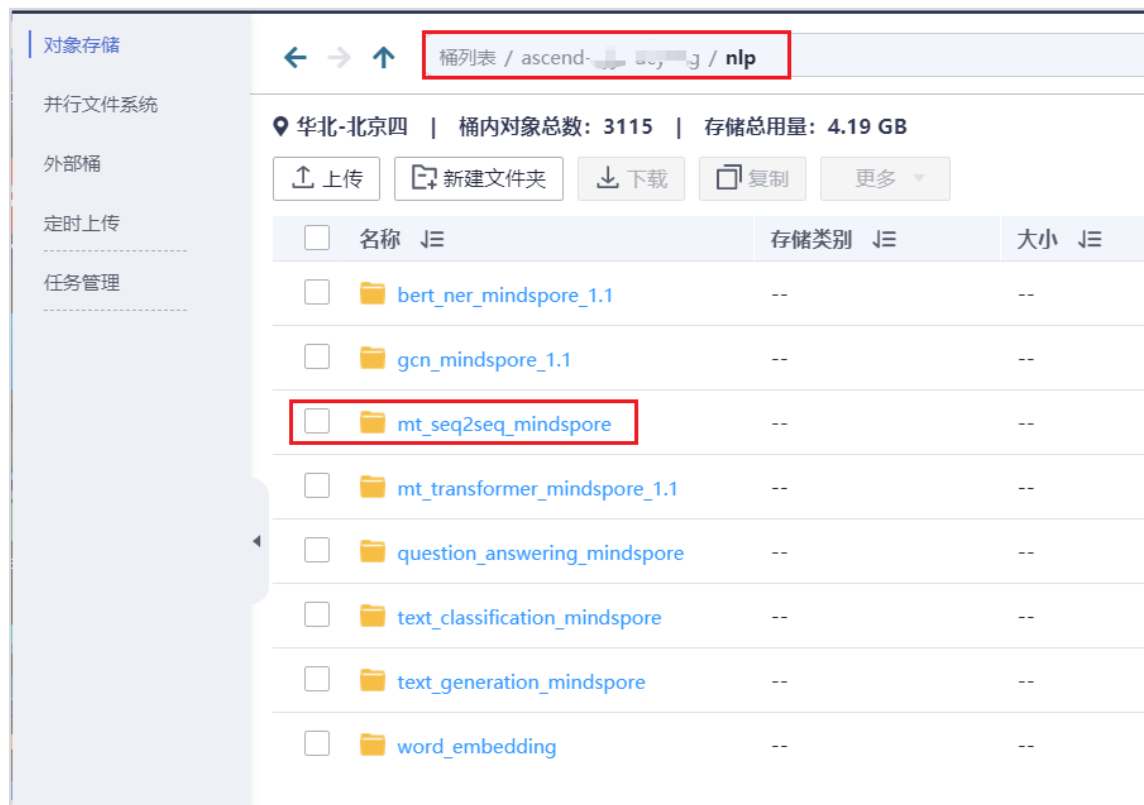 对象存储
并行文件系统
外部桶
定时上传
任务管理
桶列表 / ascend- / nlp
华北-北京四 | 桶内对象总数：3115 | 存储总用量：4.19 GB
上传 新建文件夹 下载 复制 更多
名称 存储类别 大小
bert_ner_mindspore_1.1 -- --
gcn_mindspore_1.1 -- --
mt_seq2seq_mindspore -- --
mt_transformer_mindspore_1.1 -- --
question_answering_mindspore -- --
text_classification_mindspore -- --
text_generation_mindspore -- --
word_embedding -- --